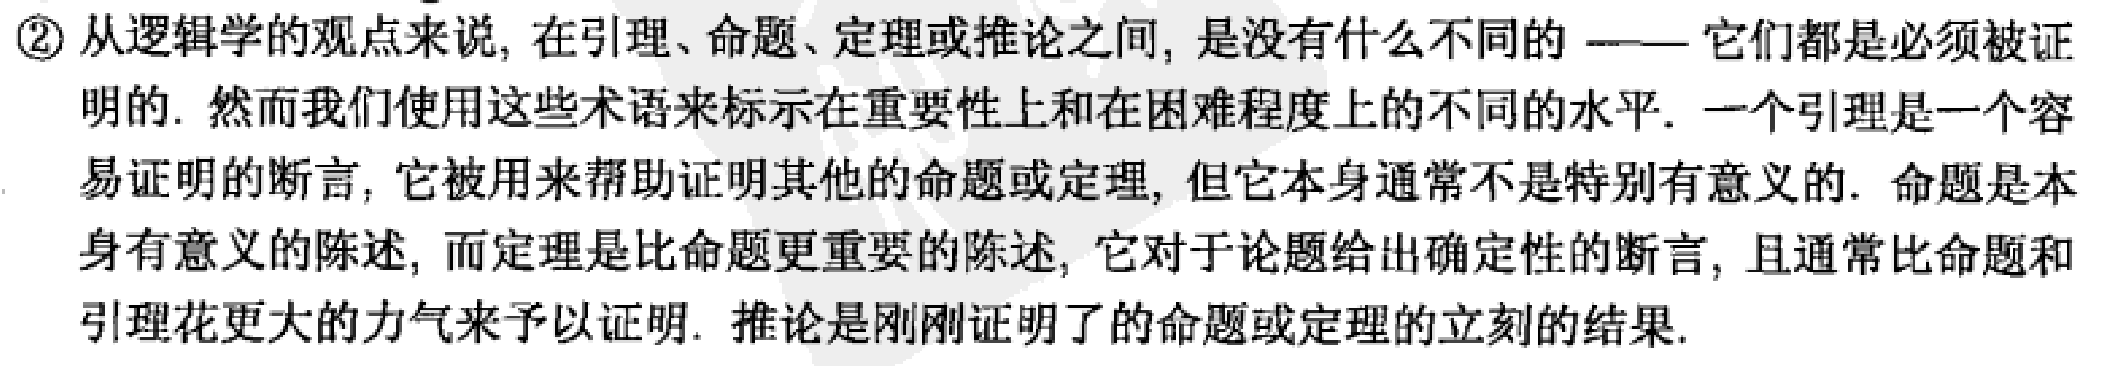 ② 从逻辑学的观点来说, 在引理、命题、定理或推论之间, 是没有什么不同的 —— 它们都是必须被证
明的. 然而我们使用这些术语来标示在重要性上和在困难程度上的不同的水平. 一个引理是一个容
易证明的断言, 它被用来帮助证明其他的命题或定理, 但它本身通常不是特别有意义的. 命题是本
身有意义的陈述, 而定理是比命题更重要的陈述, 它对于论题给出确定性的断言, 且通常比命题和
引理花更大的力气来予以证明. 推论是刚刚证明了的命题或定理的立刻的结果.